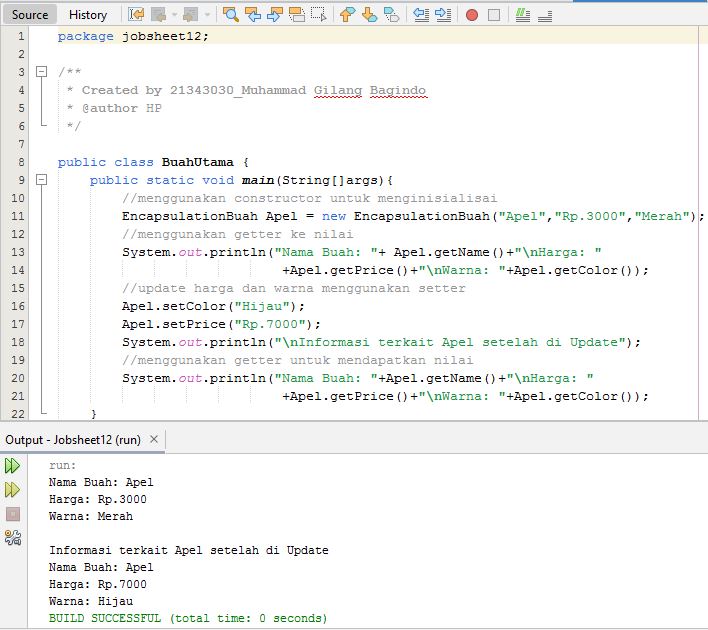 Source History
1 package jobsheet12;
2
3 /**
4 * Created by 21343030_Muhammad Gilang Bagindo
5 * @author HP
6 */
7
8 public class BuahUtama {
9 public static void main(String[]args){
10 //menggunakan constructor untuk menginisialisai
11 EncapsulationBuah Apel = new EncapsulationBuah("Apel","Rp.3000","Merah");
12 //menggunakan getter ke nilai
13 System.out.println("Nama Buah: "+ Apel.getName()+"\nHarga: "
14 +Apel.getPrice()+"\nWarna: "+Apel.getColor());
15 //update harga dan warna menggunakan setter
16 Apel.setColor("Hijau");
17 Apel.setPrice("Rp.7000");
18 System.out.println("\nInformasi terkait Apel setelah di Update");
19 //menggunakan getter untuk mendapatkan nilai
20 System.out.println("Nama Buah: "+Apel.getName()+"\nHarga: "
21 +Apel.getPrice()+"\nWarna: "+Apel.getColor());
22 }
Output - Jobsheet12 (run) ×
run:
Nama Buah: Apel
Harga: Rp.3000
Warna: Merah

Informasi terkait Apel setelah di Update
Nama Buah: Apel
Harga: Rp.7000
Warna: Hijau
BUILD SUCCESSFUL (total time: 0 seconds)